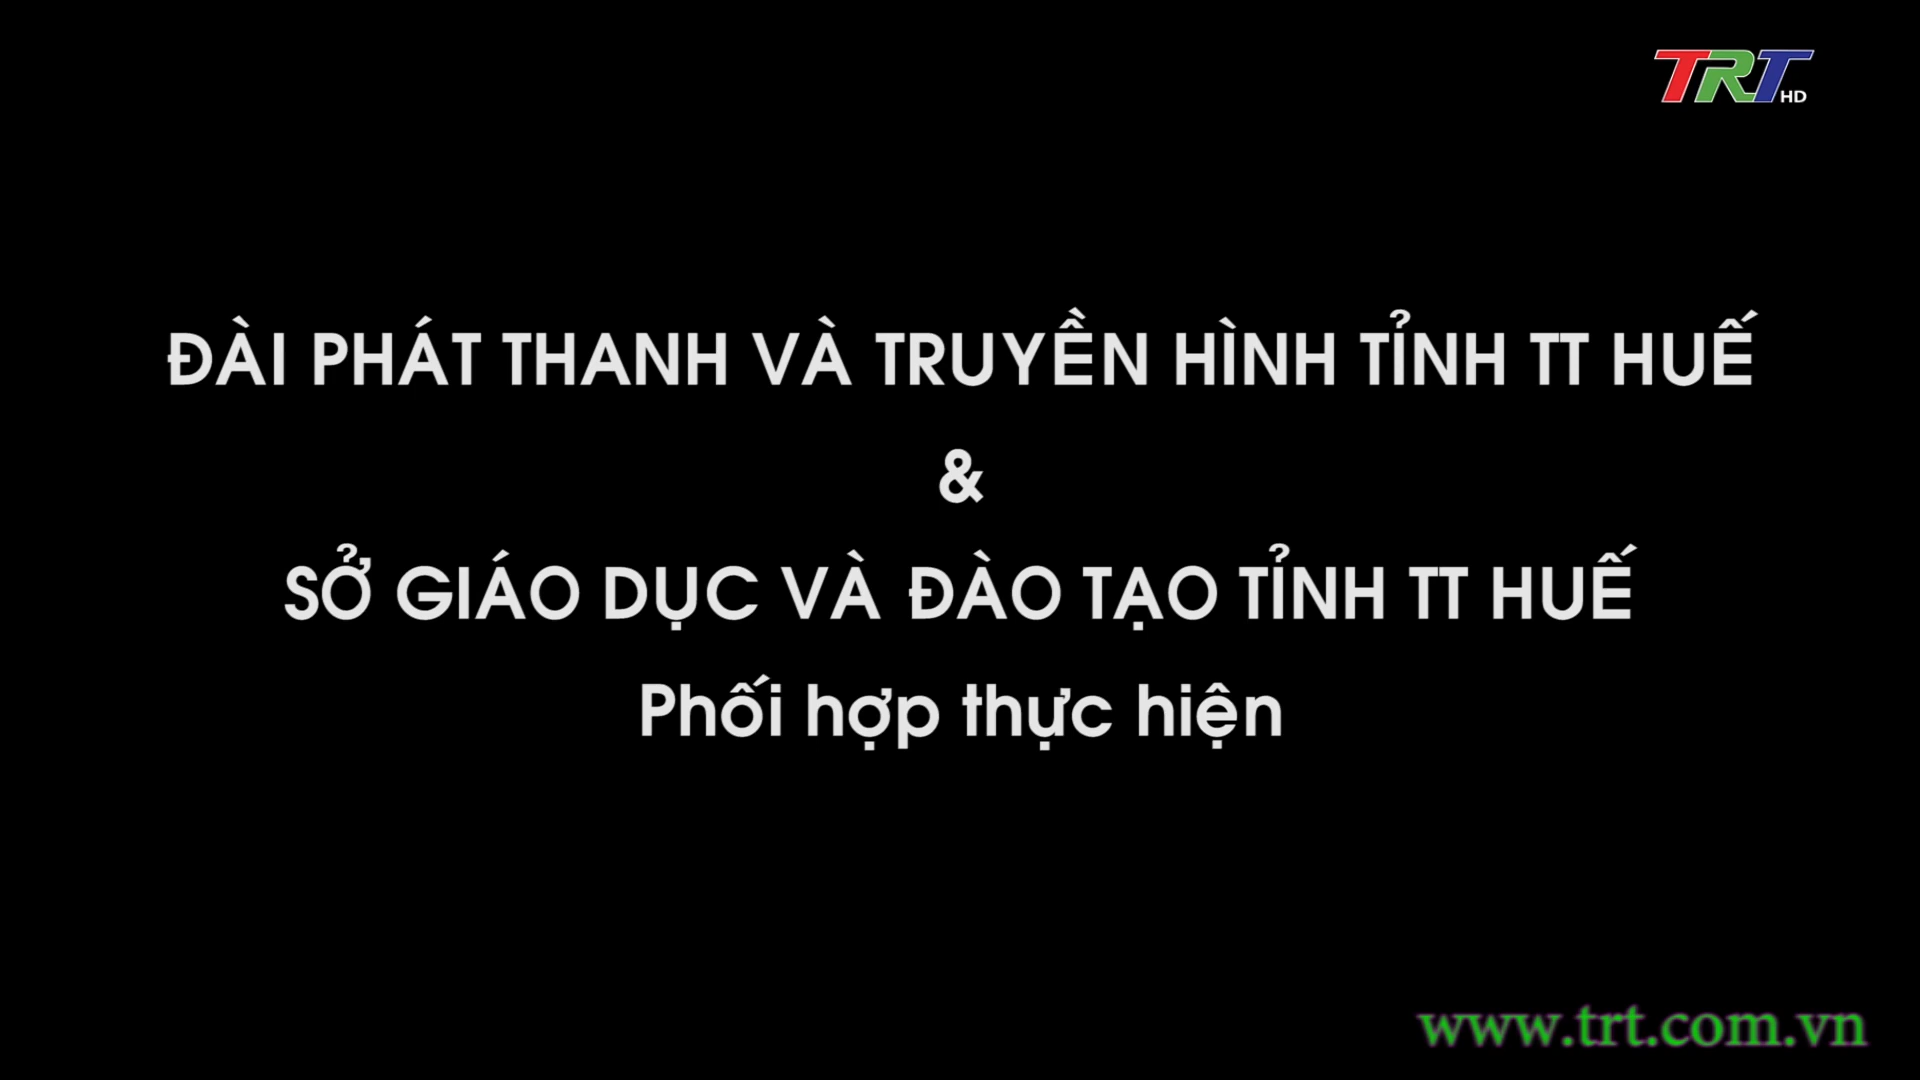 TRT HD
ĐÀI PHÁT THANH VÀ TRUYỀN HÌNH TỈNH TT HUẾ
&
SỞ GIÁO DỤC VÀ ĐÀO TẠO TỈNH TT HUẾ
Phối hợp thực hiện
www.trt.com.vn